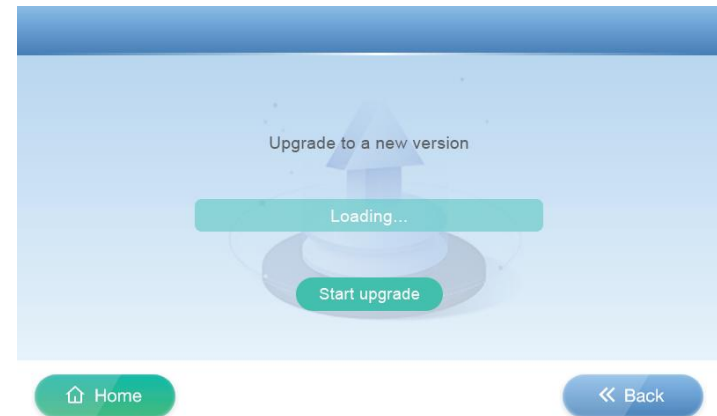 Upgrade to a new version
Loading...
Start upgrade
Home
Back